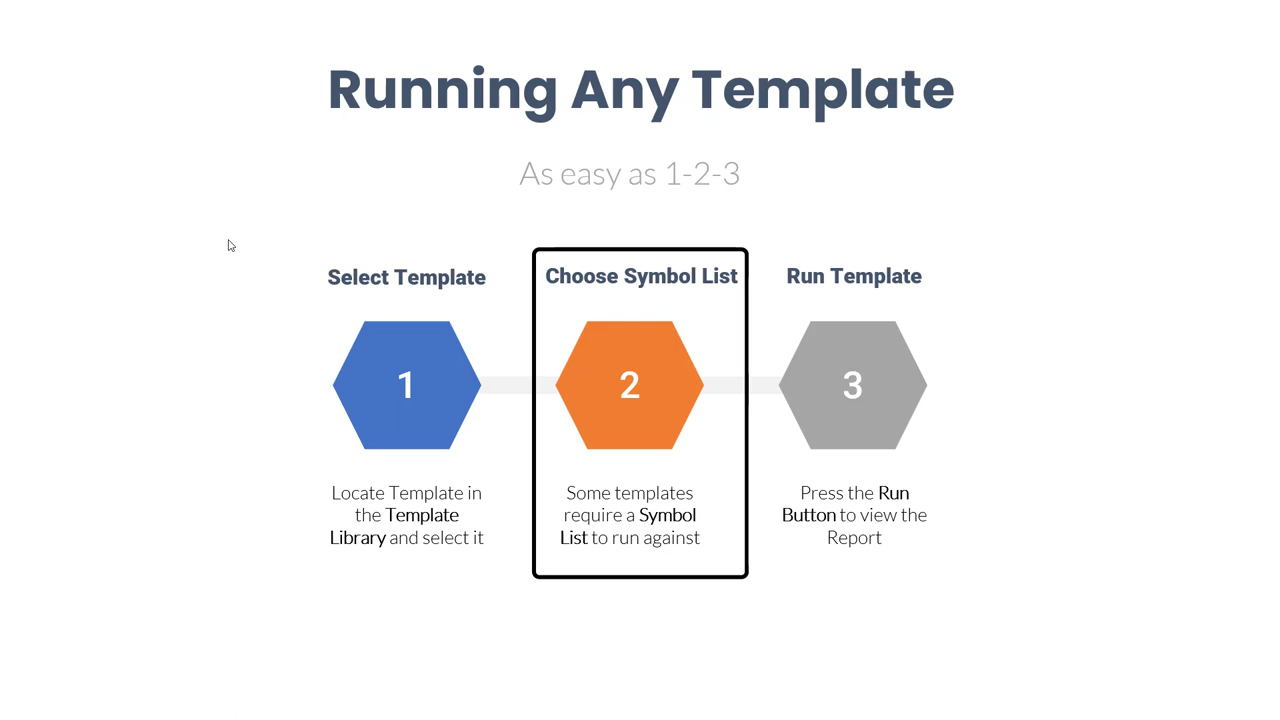 Running Any Template
As easy as 1-2-3
Select Template
1
Locate Template in
the Template
Library and select it
Choose Symbol List
2
Some templates
require a Symbol
List to run against
Run Template
3
Press the Run
Button to view the
Report